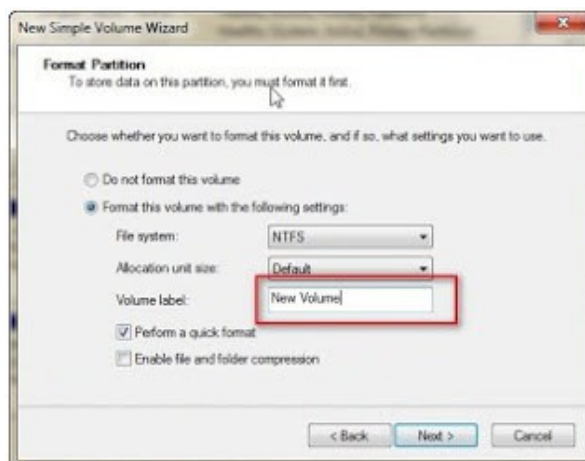 New Simple Volume Wizard
Format Partition
To store data on this partition, you must format it first.
Choose whether you want to format this volume, and if so, what settings you want to use.
Do not format this volume
Format this volume with the following settings:
File system: NTFS
Allocation unit size: Default
Volume label: New Volume
Perform a quick format
Enable file and folder compression
< Back Next > Cancel